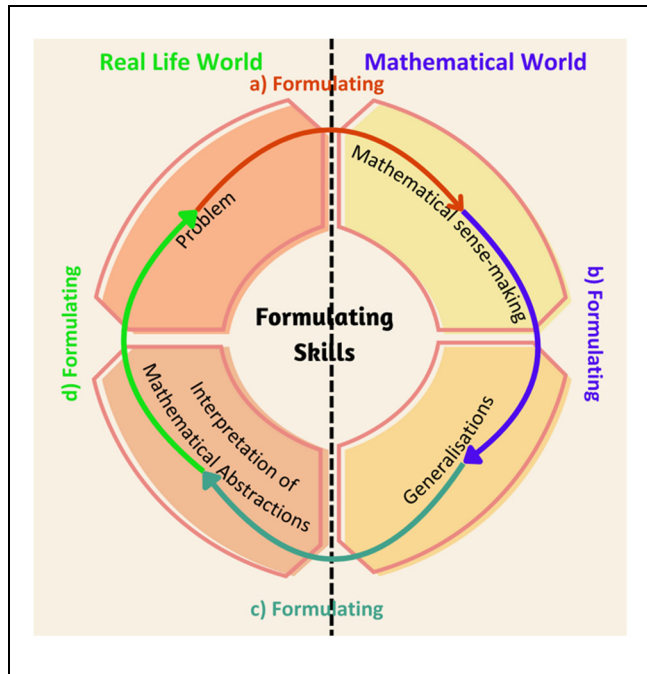 Real Life World
Mathematical World
a) Formulating
Problem
Mathematical sense-making
b) Formulating
Formulating
Skills
d) Formulating
Interpretation of
Mathematical Abstractions
Generalisations
c) Formulating